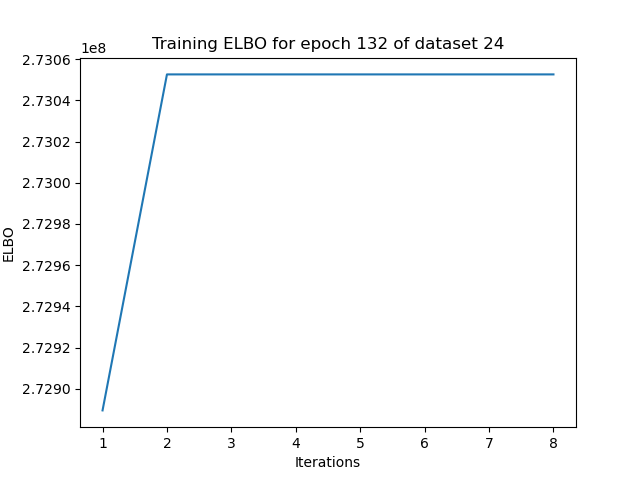 Training ELBO for epoch 132 of dataset 24
1e8
2.7306
2.7304
2.7302
2.7300
2.7298
2.7296
2.7294
2.7292
2.7290
ELBO
1 2 3 4 5 6 7 8
Iterations